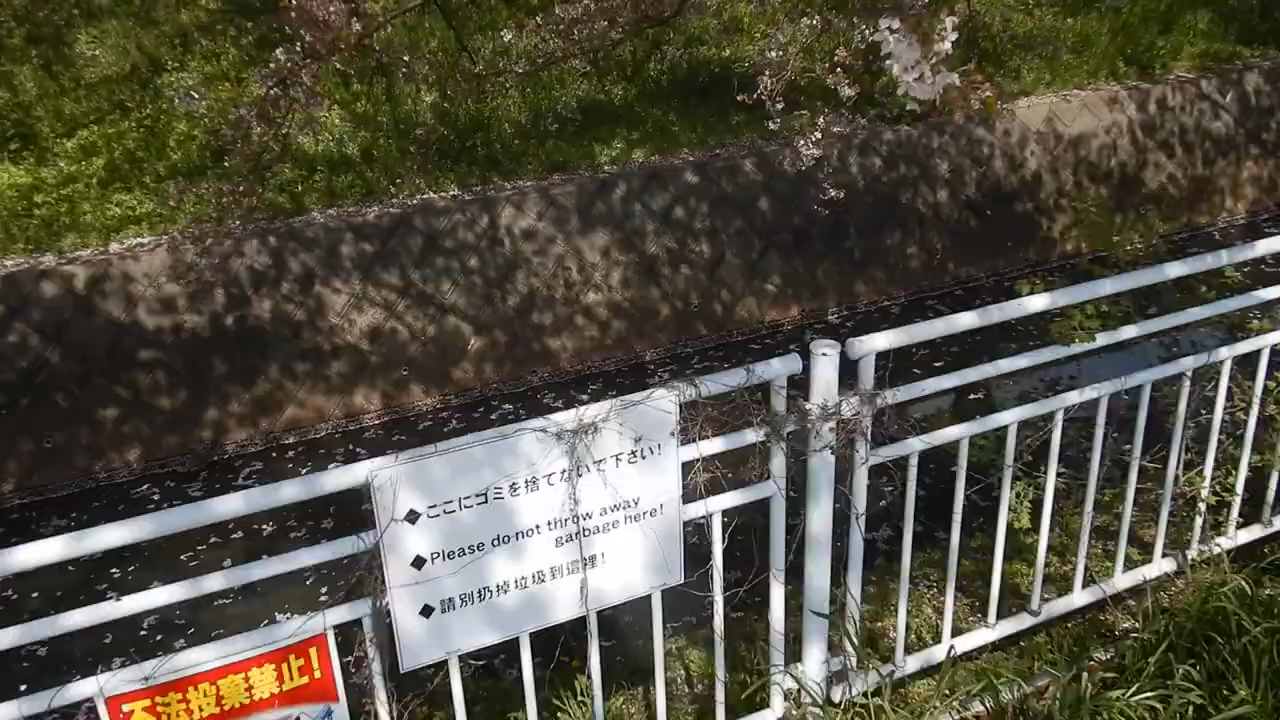 ◆ここにゴミを捨てないで下さい!
◆Please do not throw away
garbage here!
◆請別扔掉垃圾到這裡!
不法投棄禁止!